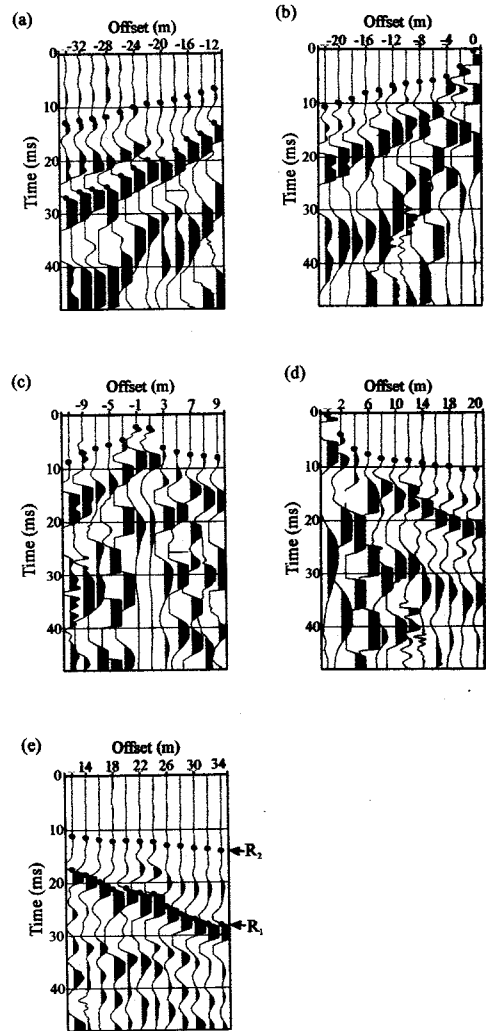 (a)
Offset (m)
-32 -28 -24 -20 -16 -12
0
10
20
30
40
Time (ms)
(b)
Offset (m)
-20 -16 -12 -8 -4 0
0
10
20
30
40
Time (ms)
(c)
Offset (m)
-9 -5 -1 3 7 9
0
10
20
30
40
Time (ms)
(d)
Offset (m)
2 6 10 14 18 20
0
10
20
30
40
Time (ms)
(e)
Offset (m)
14 18 22 26 30 34
0
10
20
30
40
Time (ms)
R₂
R₁